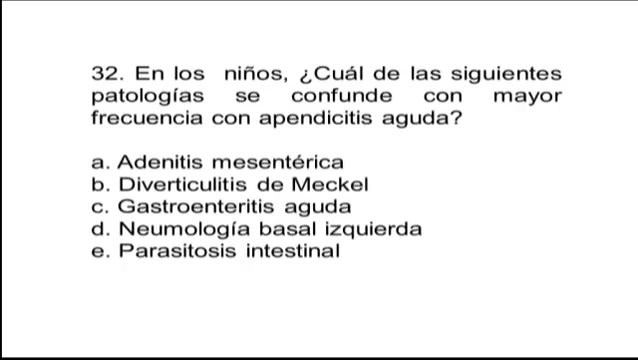 32. En los niños, ¿Cuál de las siguientes
patologías se confunde con mayor
frecuencia con apendicitis aguda?
a. Adenitis mesentérica
b. Diverticulitis de Meckel
c. Gastroenteritis aguda
d. Neumología basal izquierda
e. Parasitosis intestinal